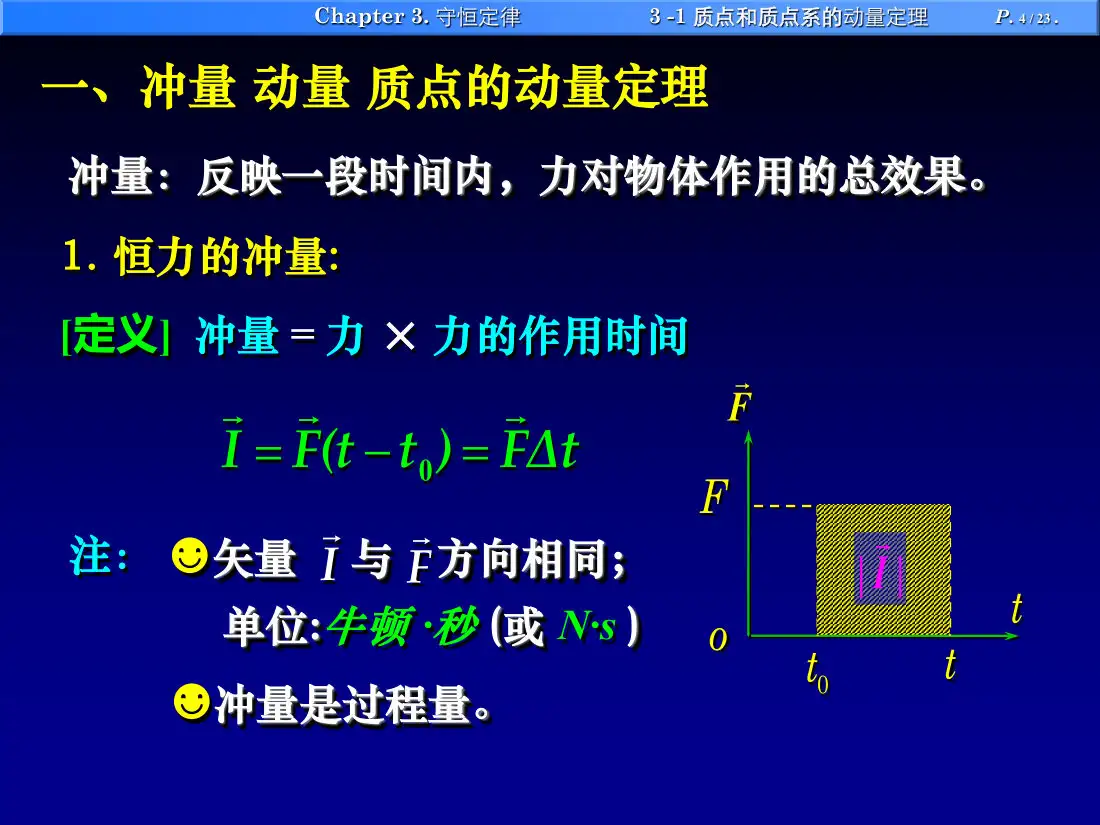 Chapter 3. 守恒定律 3 -1 质点和质点系的动量定理 P. 4 / 23 .
一、冲量 动量 质点的动量定理
冲量：反映一段时间内，力对物体作用的总效果。
1. 恒力的冲量:
[定义] 冲量 = 力 × 力的作用时间
I⃗ = F⃗(t − t₀) = F⃗Δt
注： ☻矢量 I⃗ 与 F⃗ 方向相同；
单位:牛顿 ·秒 (或 N·s )
☻冲量是过程量。
F⃗
F
|I⃗|
t
o
t₀ t